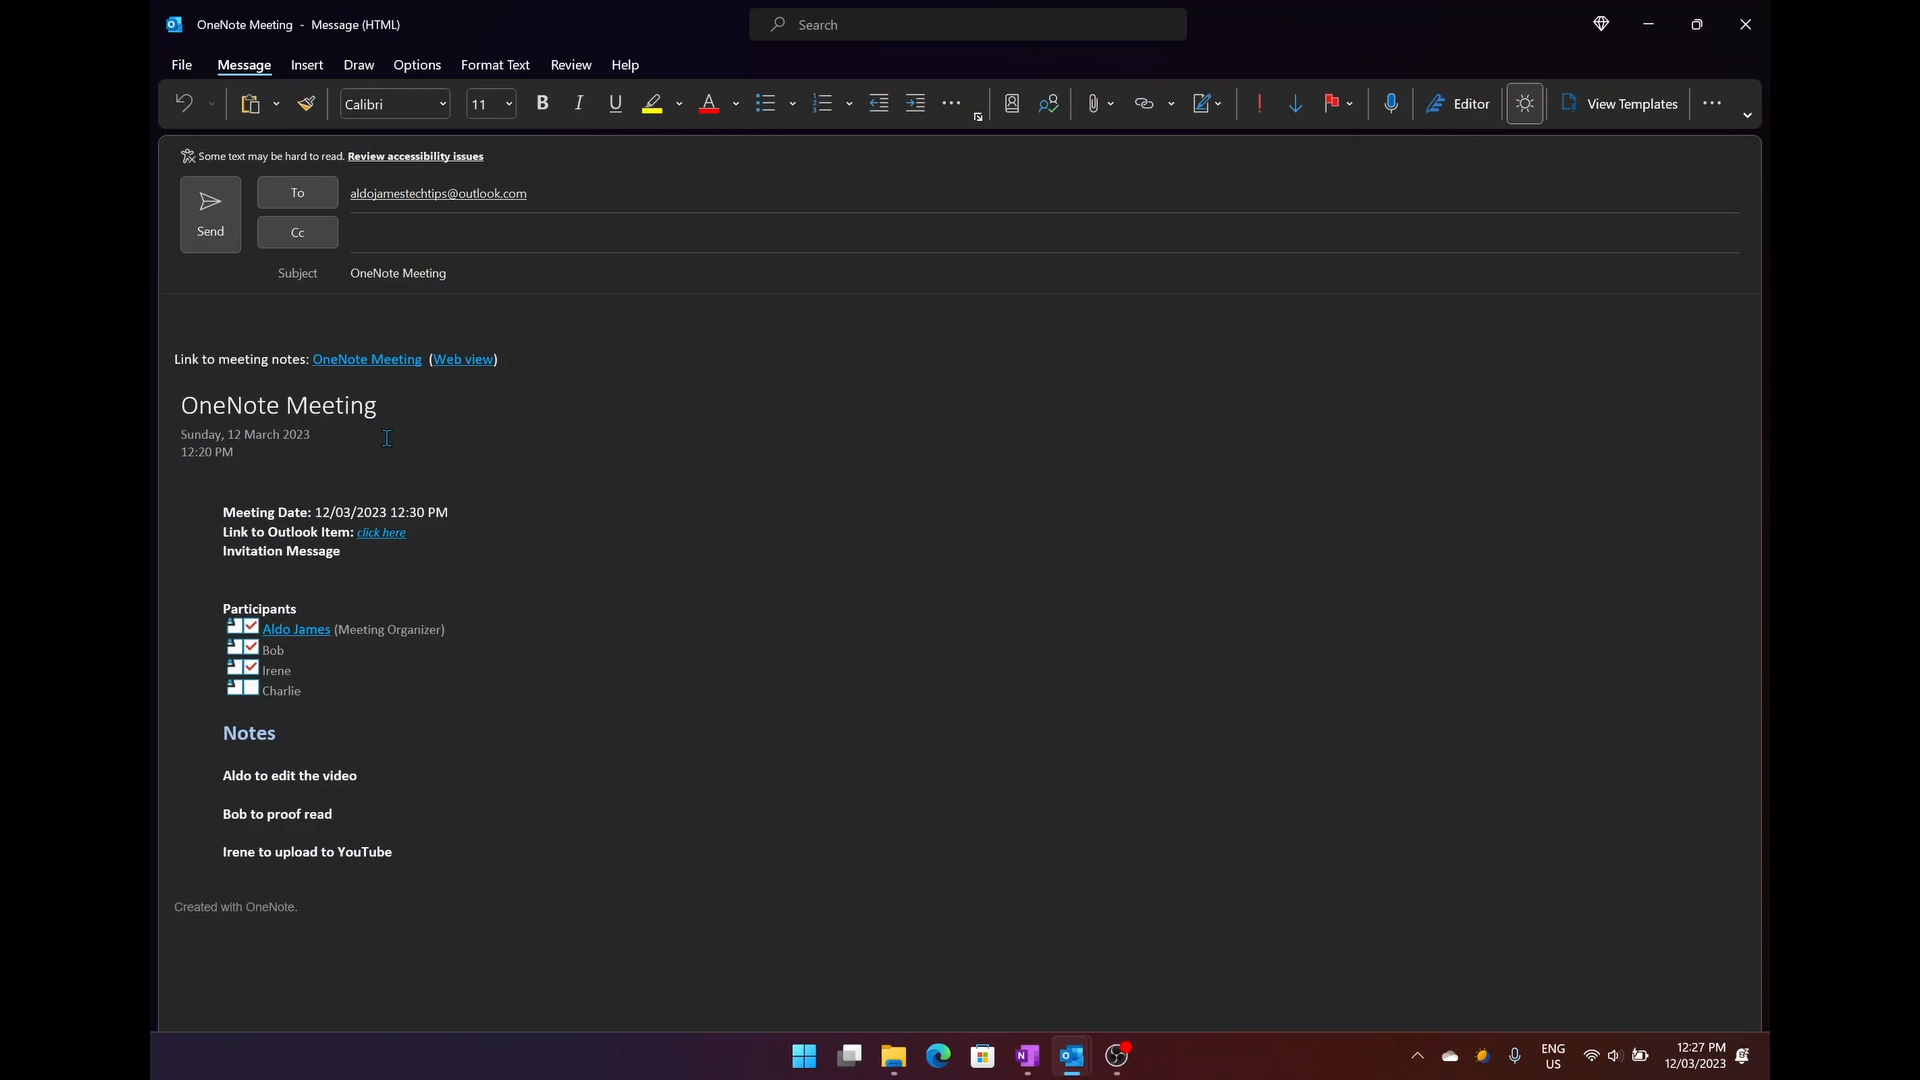 OneNote Meeting - Message (HTML)
Search
File Message Insert Draw Options Format Text Review Help
Calibri 11 B I U A Editor View Templates
Some text may be hard to read. Review accessibility issues
Send
To aldojamestechtips@outlook.com
Cc
Subject OneNote Meeting
Link to meeting notes: OneNote Meeting (Web view)
OneNote Meeting
Sunday, 12 March 2023
12:20 PM
Meeting Date: 12/03/2023 12:30 PM
Link to Outlook Item: click here
Invitation Message
Participants
Aldo James (Meeting Organizer)
Bob
Irene
Charlie
Notes
Aldo to edit the video
Bob to proof read
Irene to upload to YouTube
Created with OneNote.
ENG
US
12:27 PM
12/03/2023